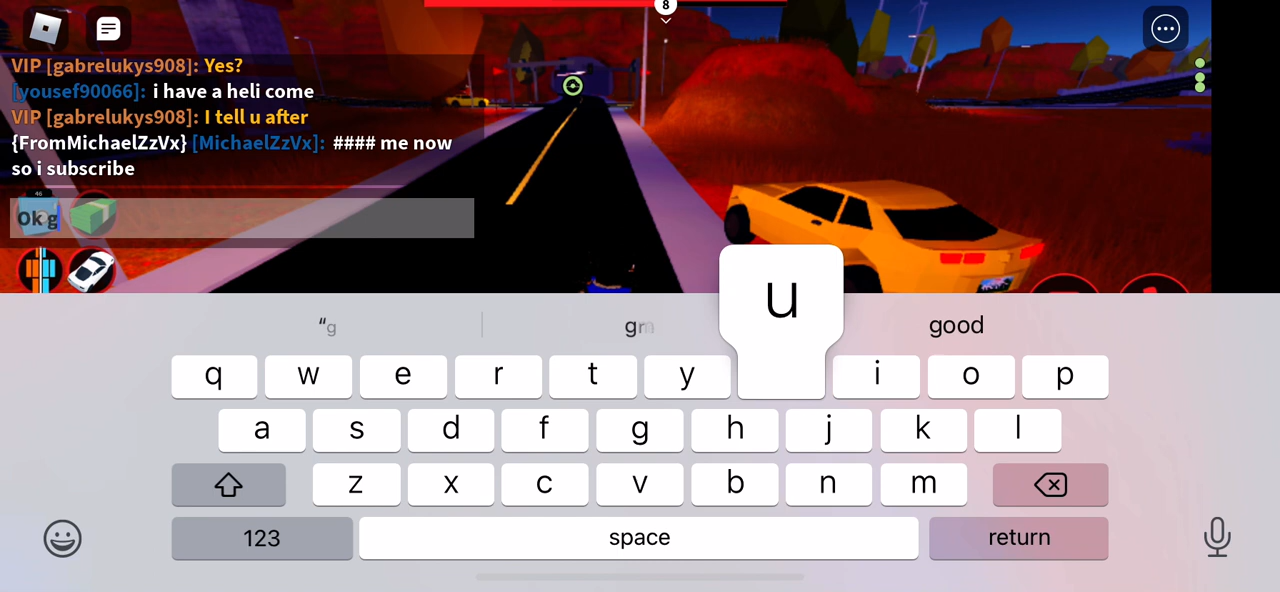 8
VIP [gabrelukys908]: Yes?
[yousef90066]: i have a heli come
VIP [gabrelukys908]: I tell u after
{FromMichaelZzVx} [MichaelZzVx]: #### me now
so i subscribe
46
Ok g
u
“g good
q w e r t y i o p
a s d f g h j k l
z x c v b n m
123 space return